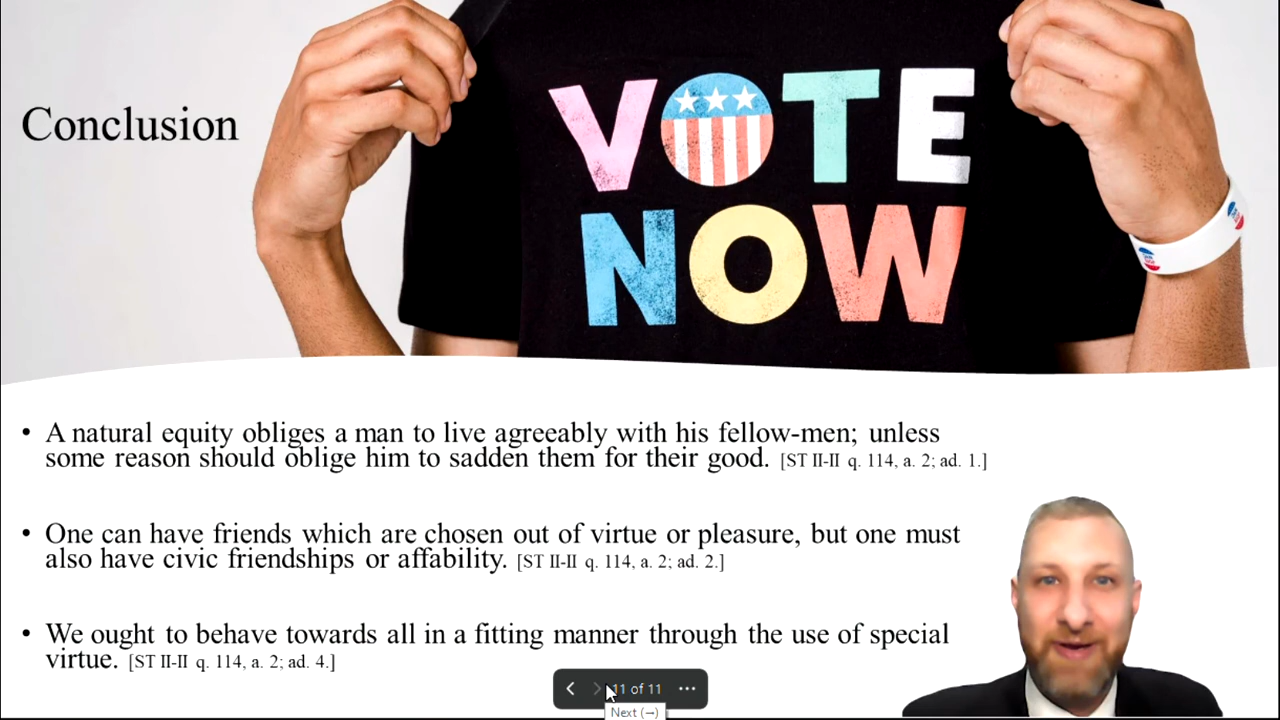 Conclusion
VOTE
NOW
• A natural equity obliges a man to live agreeably with his fellow-men; unless
some reason should oblige him to sadden them for their good. [ST II-II q. 114, a. 2; ad. 1.]
• One can have friends which are chosen out of virtue or pleasure, but one must
also have civic friendships or affability. [ST II-II q. 114, a. 2; ad. 2.]
• We ought to behave towards all in a fitting manner through the use of special
virtue. [ST II-II q. 114, a. 2; ad. 4.]
11 of 11
Next (→)